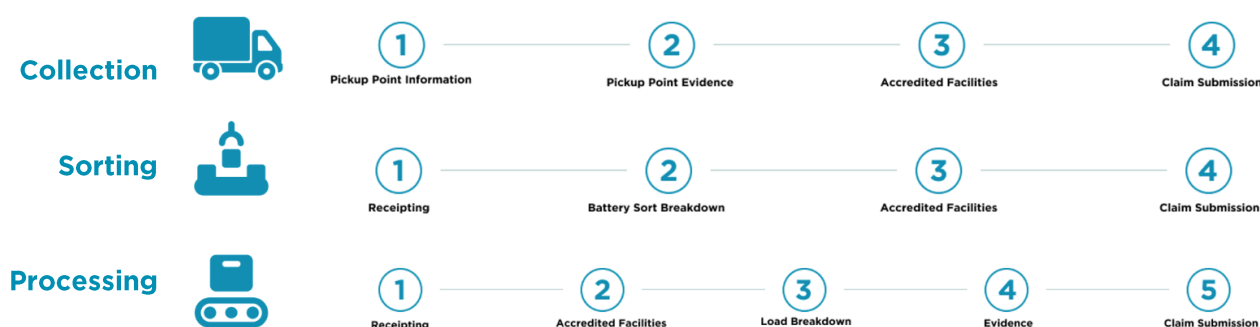 Collection
1 2 3 4
Pickup Point Information Pickup Point Evidence Accredited Facilities Claim Submission
Sorting
1 2 3 4
Receipting Battery Sort Breakdown Accredited Facilities Claim Submission
Processing
1 2 3 4 5
Receipting Accredited Facilities Load Breakdown Evidence Claim Submission